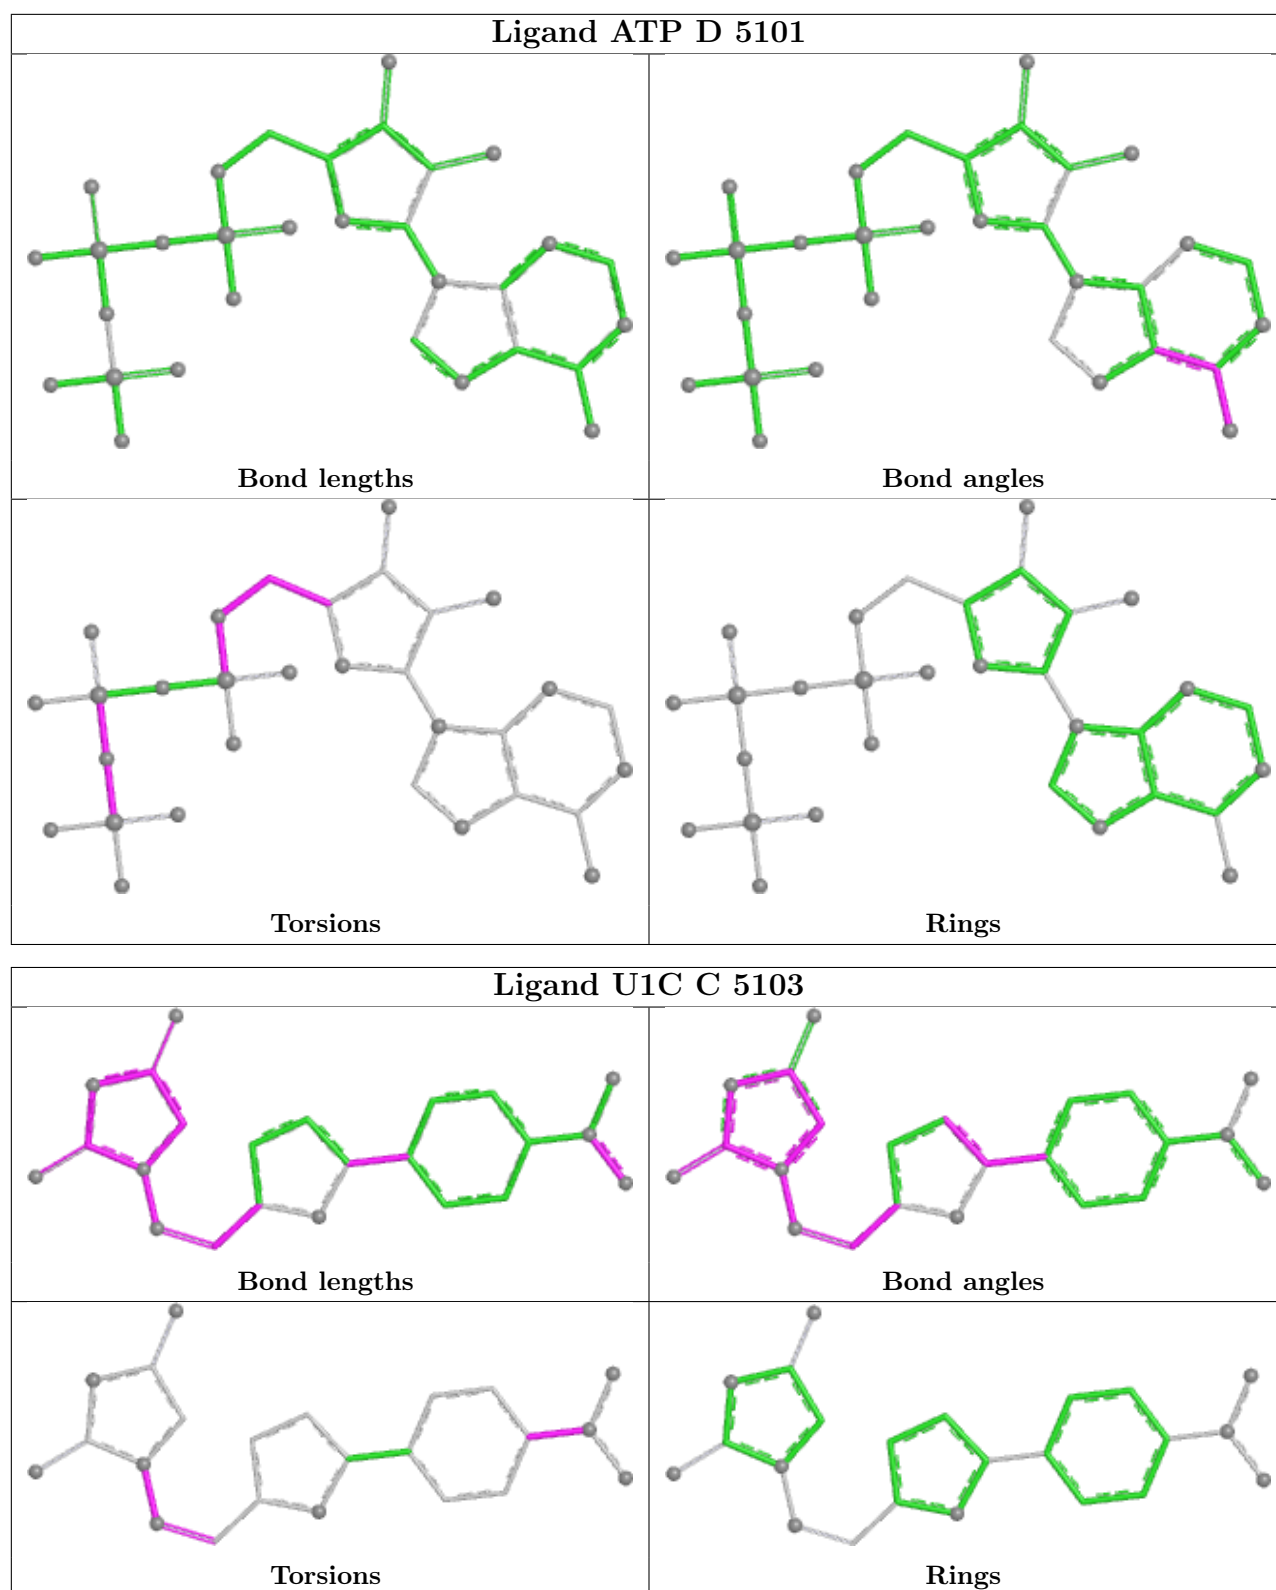 Ligand ATP D 5101
Bond lengths
Bond angles
Torsions
Rings
Ligand U1C C 5103
Bond lengths
Bond angles
Torsions
Rings